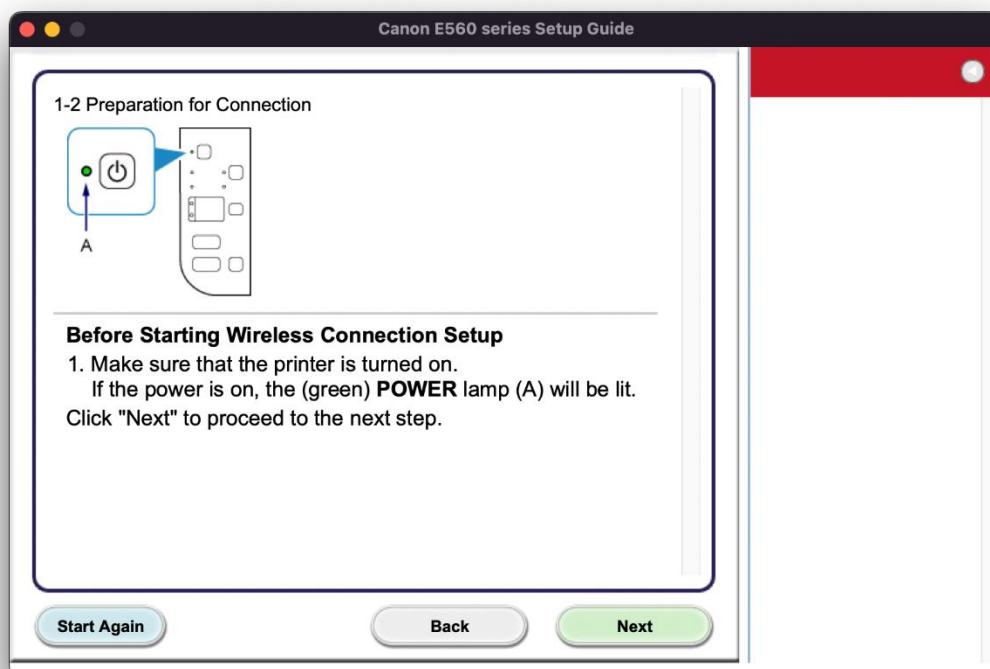 Canon E560 series Setup Guide
1-2 Preparation for Connection
A
Before Starting Wireless Connection Setup
1. Make sure that the printer is turned on.
If the power is on, the (green) POWER lamp (A) will be lit.
Click "Next" to proceed to the next step.
Start Again
Back
Next